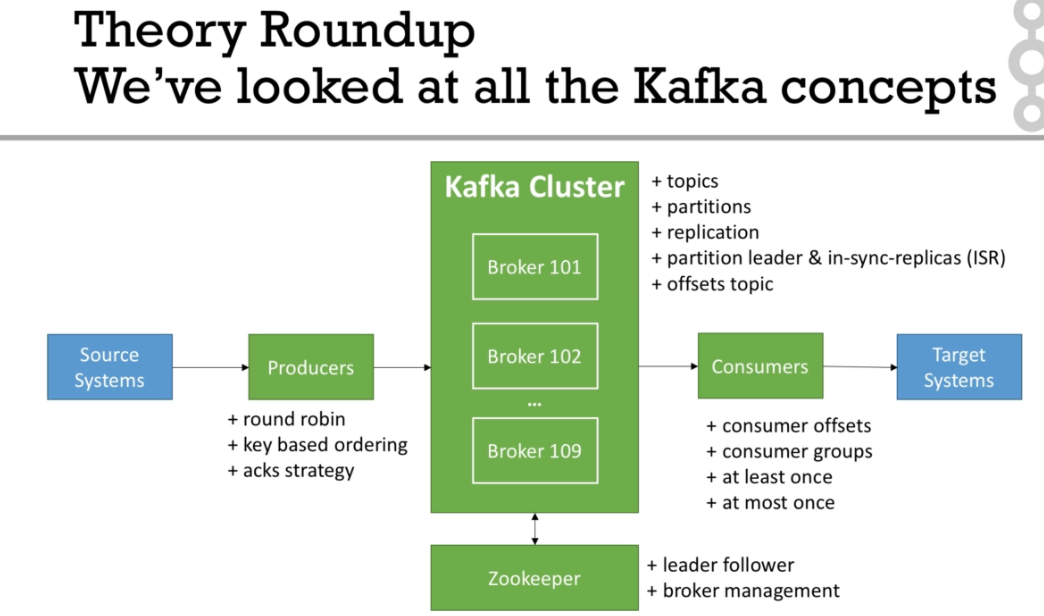 Theory Roundup
We've looked at all the Kafka concepts
Kafka Cluster
Broker 101
Broker 102
...
Broker 109
+ topics
+ partitions
+ replication
+ partition leader & in-sync-replicas (ISR)
+ offsets topic
Source
Systems
Producers
+ round robin
+ key based ordering
+ acks strategy
Consumers
+ consumer offsets
+ consumer groups
+ at least once
+ at most once
Target
Systems
Zookeeper
+ leader follower
+ broker management